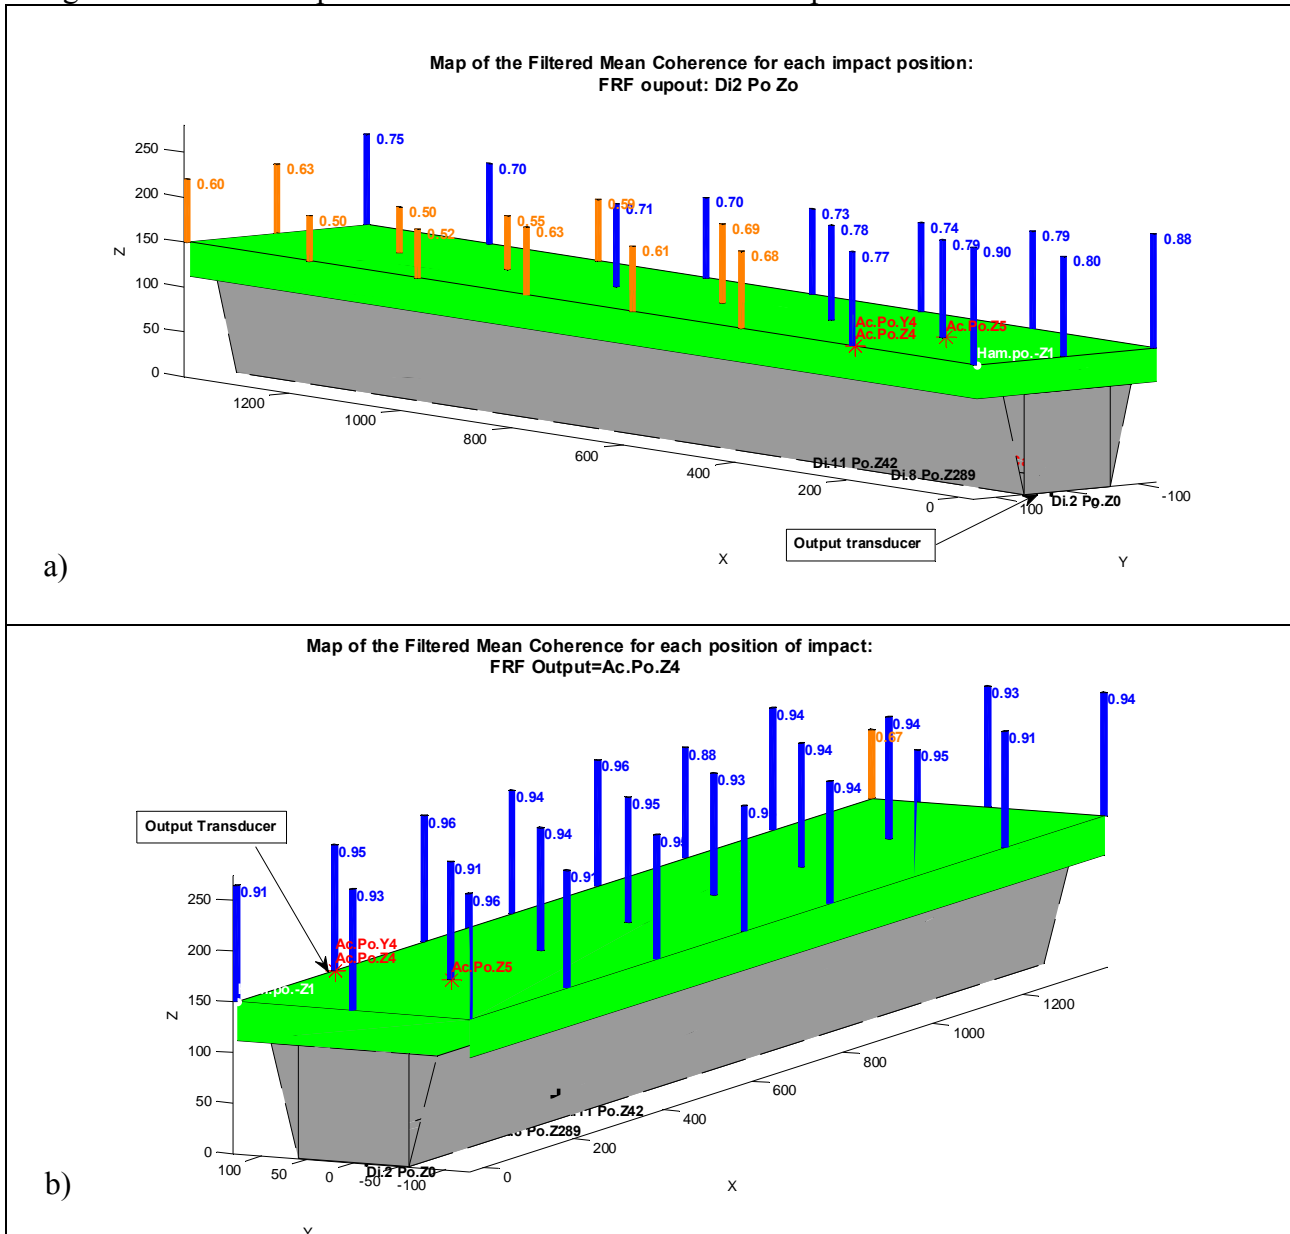 Map of the Filtered Mean Coherence for each impact position:
FRF oupout: Di2 Po Zo
250
200
150
100
50
0
Z
0.60
0.63
0.75
0.50
0.50
0.52
0.70
0.55
0.63
0.59
0.71
0.61
0.70
0.69
0.68
0.73
0.78
0.77
0.74
0.79
0.90
0.79
0.80
0.88
Ac.Po.Y4
Ac.Po.Z4
Ac.Po.Z5
Ham.po.-Z1
1200
1000
800
600
400
200
0
Di.11 Po.Z42
Di.8 Po.Z289
Di.2 Po.Z0
100
-100
Output transducer
X
Y
a)
Map of the Filtered Mean Coherence for each position of impact:
FRF Output=Ac.Po.Z4
Output Transducer
250
200
150
100
50
0
Z
0.91
0.95
0.93
0.96
0.91
0.96
0.94
0.94
0.91
0.96
0.95
0.88
0.93
0.94
0.94
0.94
0.67
0.94
0.95
0.93
0.91
0.94
Ac.Po.Y4
Ac.Po.Z4
Ac.Po.Z5
po.-Z1
11 Po.Z42
Po.Z289
Di.2 Po.Z0
100
50
0
-50
-100
0
200
400
600
800
1000
1200
X
b)